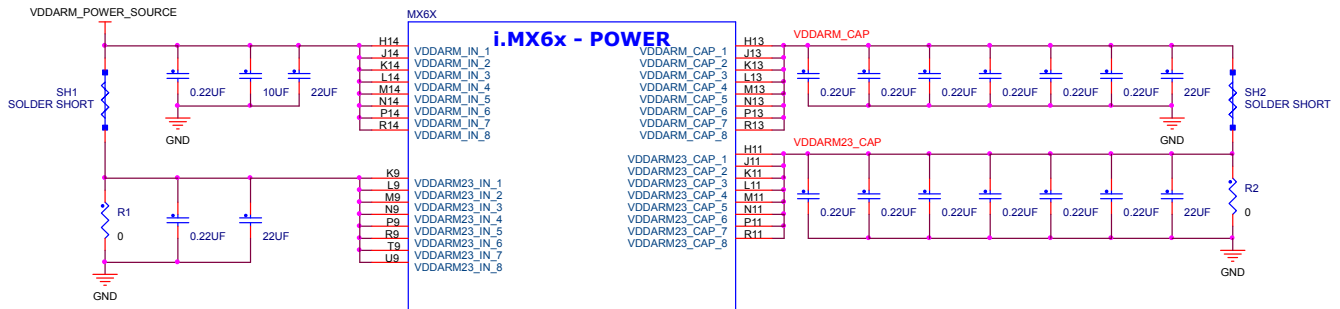 VDDARM_POWER_SOURCE
MX6X
i.MX6x - POWER
H14
VDDARM_IN_1
J14
VDDARM_IN_2
K14
VDDARM_IN_3
L14
VDDARM_IN_4
M14
VDDARM_IN_5
N14
VDDARM_IN_6
P14
VDDARM_IN_7
R14
VDDARM_IN_8
H13
VDDARM_CAP_1
J13
VDDARM_CAP_2
K13
VDDARM_CAP_3
L13
VDDARM_CAP_4
M13
VDDARM_CAP_5
N13
VDDARM_CAP_6
P13
VDDARM_CAP_7
R13
VDDARM_CAP_8
VDDARM_CAP
SH1
SOLDER SHORT
0.22UF
10UF
22UF
GND
0.22UF
0.22UF
0.22UF
0.22UF
0.22UF
0.22UF
22UF
GND
SH2
SOLDER SHORT
K9
VDDARM23_IN_1
L9
VDDARM23_IN_2
M9
VDDARM23_IN_3
N9
VDDARM23_IN_4
P9
VDDARM23_IN_5
R9
VDDARM23_IN_6
T9
VDDARM23_IN_7
U9
VDDARM23_IN_8
H11
VDDARM23_CAP_1
J11
VDDARM23_CAP_2
K11
VDDARM23_CAP_3
L11
VDDARM23_CAP_4
M11
VDDARM23_CAP_5
N11
VDDARM23_CAP_6
P11
VDDARM23_CAP_7
R11
VDDARM23_CAP_8
VDDARM23_CAP
R1
0
0.22UF
22UF
GND
0.22UF
0.22UF
0.22UF
0.22UF
0.22UF
0.22UF
22UF
R2
0
GND